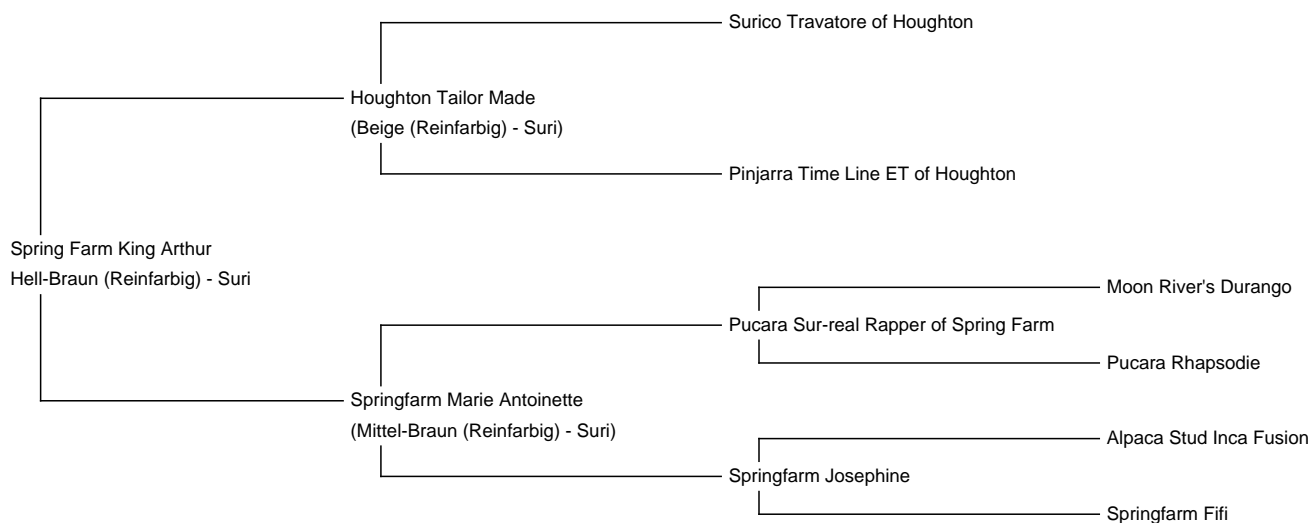 Surico Travatore of Houghton
Houghton Tailor Made
(Beige (Reinfarbig) - Suri)
Pinjarra Time Line ET of Houghton
Spring Farm King Arthur
Hell-Braun (Reinfarbig) - Suri
Moon River's Durango
Pucara Sur-real Rapper of Spring Farm
Pucara Rhapsodie
Springfarm Marie Antoinette
(Mittel-Braun (Reinfarbig) - Suri)
Alpaca Stud Inca Fusion
Springfarm Josephine
Springfarm Fifi